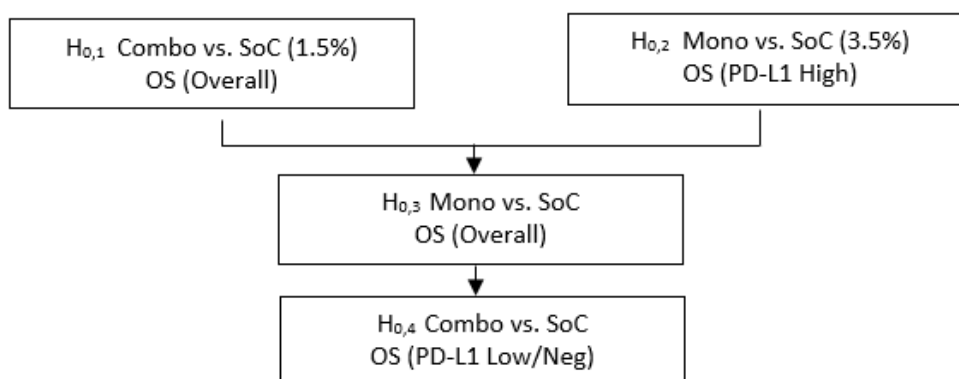 H₀,₁ Combo vs. SoC (1.5%)
OS (Overall)
H₀,₂ Mono vs. SoC (3.5%)
OS (PD-L1 High)
H₀,₃ Mono vs. SoC
OS (Overall)
H₀,₄ Combo vs. SoC
OS (PD-L1 Low/Neg)